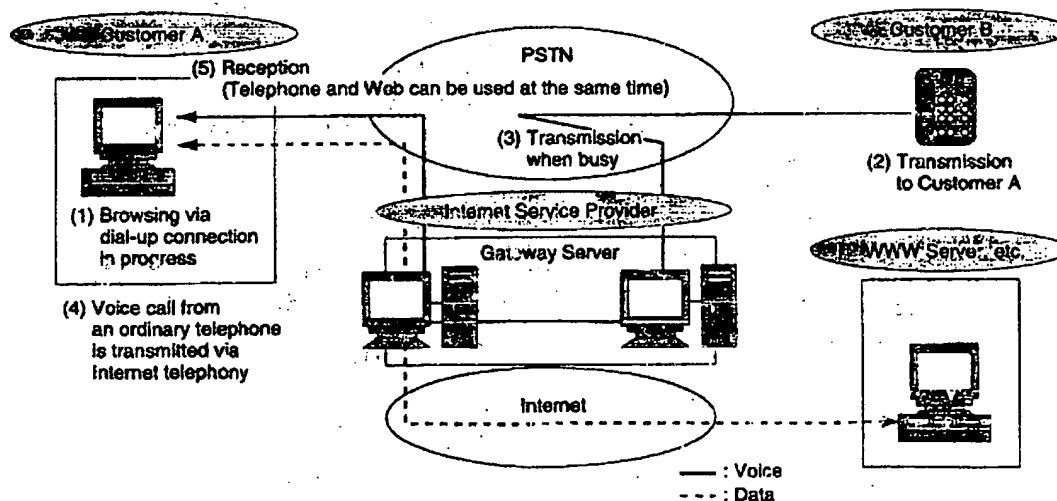 Customer A
(5) Reception
(Telephone and Web can be used at the same time)
PSTN
Customer B
(3) Transmission
when busy
(2) Transmission
to Customer A
(1) Browsing via
dial-up connection
in progress
Internet Service Provider
Gateway Server
WWW Server, etc.
(4) Voice call from
an ordinary telephone
is transmitted via
Internet telephony
Internet
: Voice
: Data